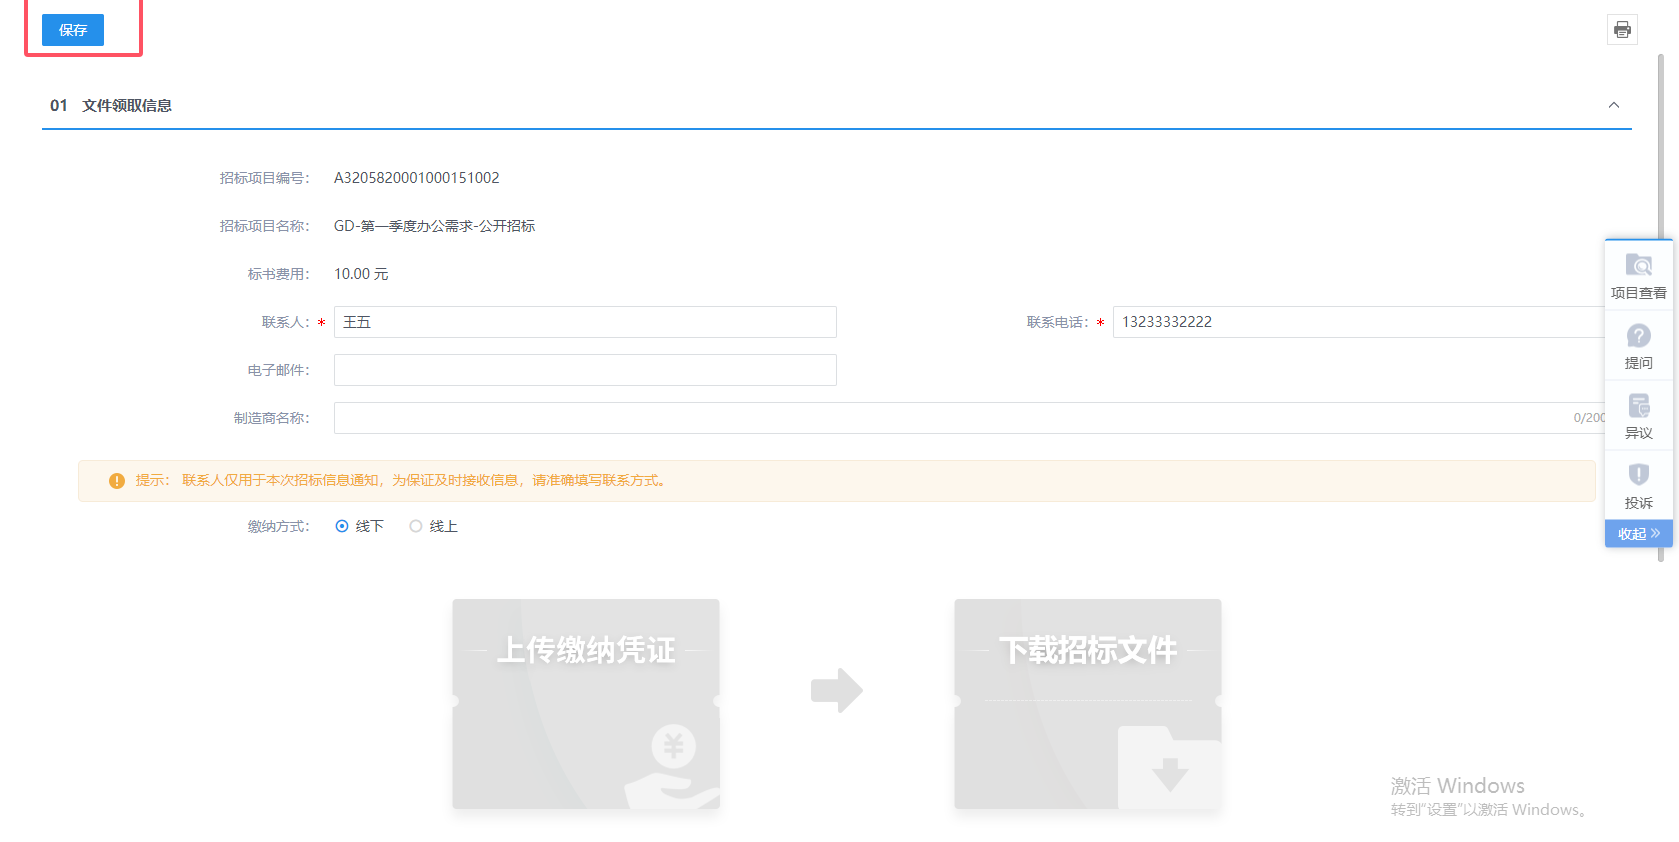 保存
01 文件领取信息
招标项目编号： A3205820001000151002
招标项目名称： GD-第一季度办公需求-公开招标
标书费用： 10.00 元
联系人：* 王五 联系电话：* 13233332222
电子邮件：
制造商名称： 0/200
提示： 联系人仅用于本次招标信息通知，为保证及时接收信息，请准确填写联系方式。
缴纳方式： 线下 线上
上传缴纳凭证
下载招标文件
项目查看
提问
异议
投诉
收起
激活 Windows
转到“设置”以激活 Windows。